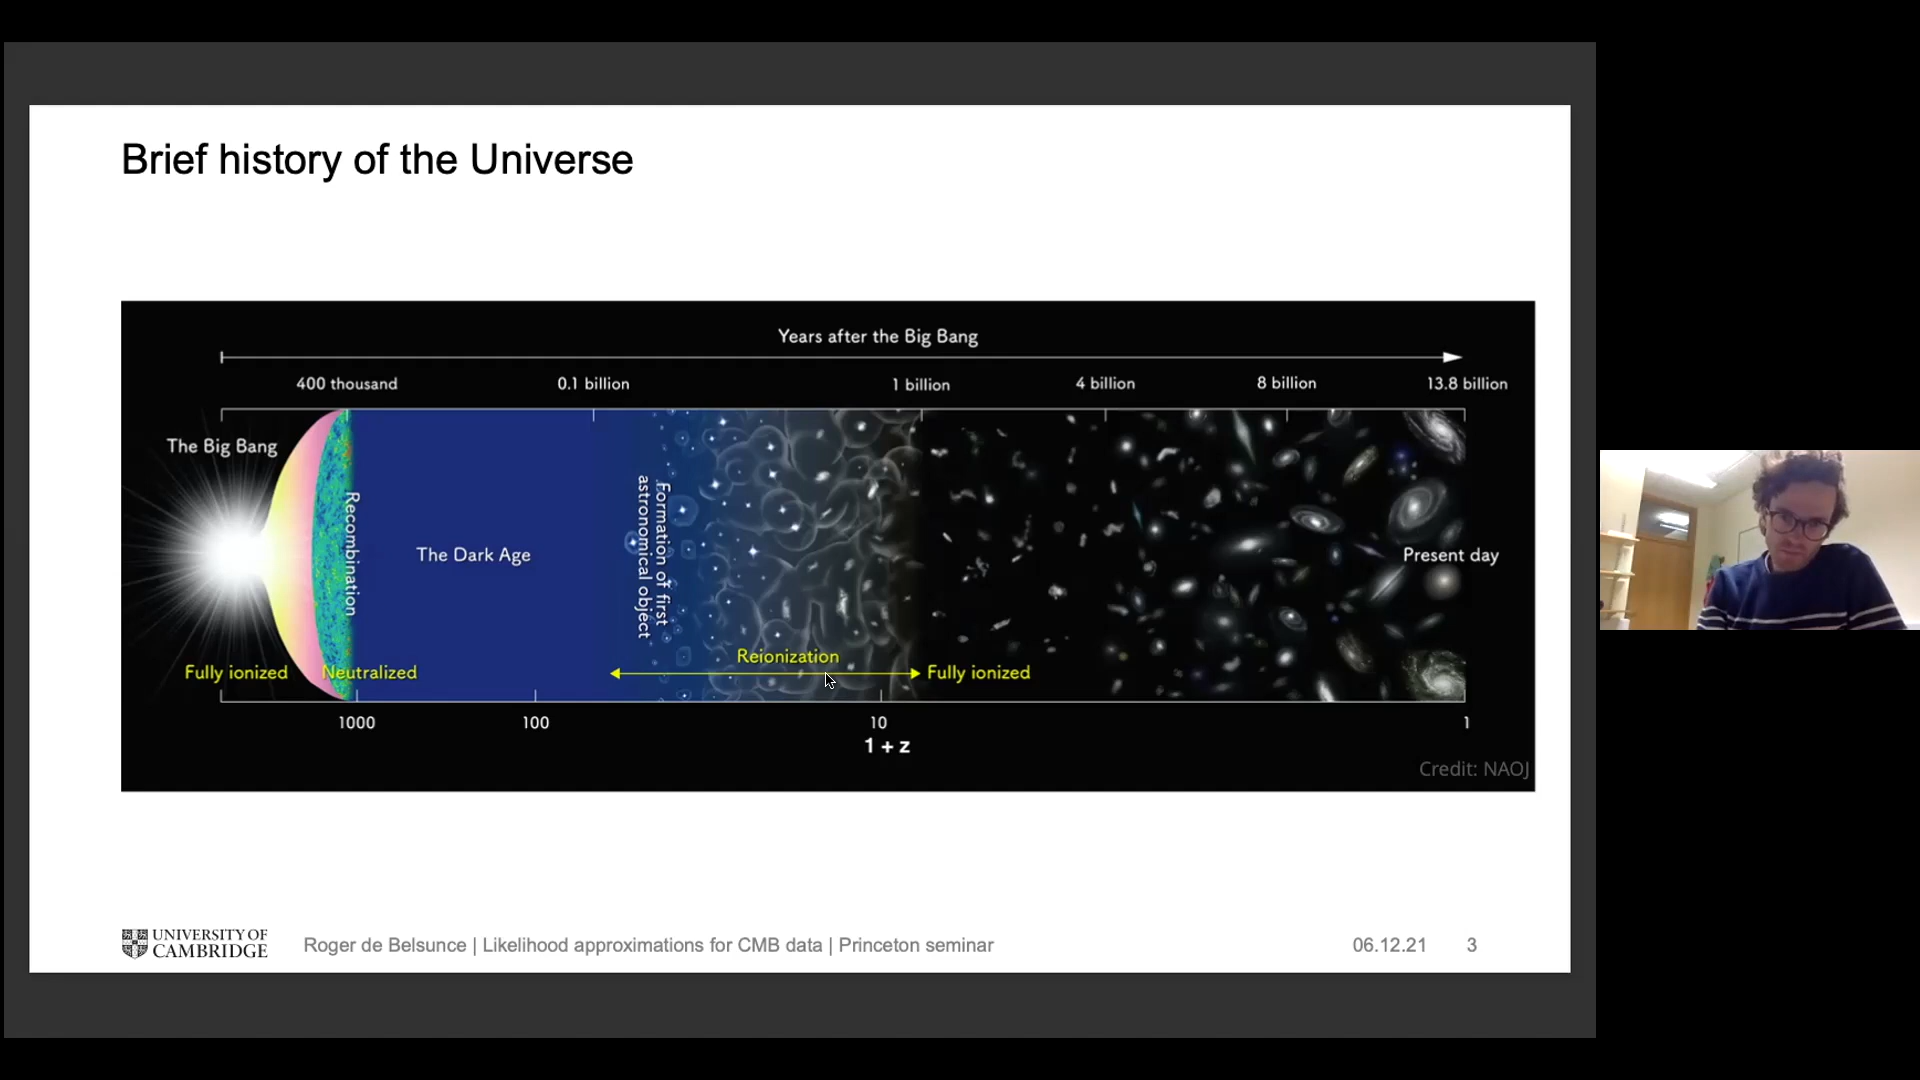 Brief history of the Universe
Years after the Big Bang
400 thousand
0.1 billion
1 billion
4 billion
8 billion
13.8 billion
The Big Bang
Recombination
The Dark Age
Formation of first
astronomical object
Present day
Reionization
Fully ionized
Neutralized
Fully ionized
1000
100
10
1
1 + z
Credit: NAOJ
UNIVERSITY OF
CAMBRIDGE
Roger de Belsunce | Likelihood approximations for CMB data | Princeton seminar
06.12.21
3